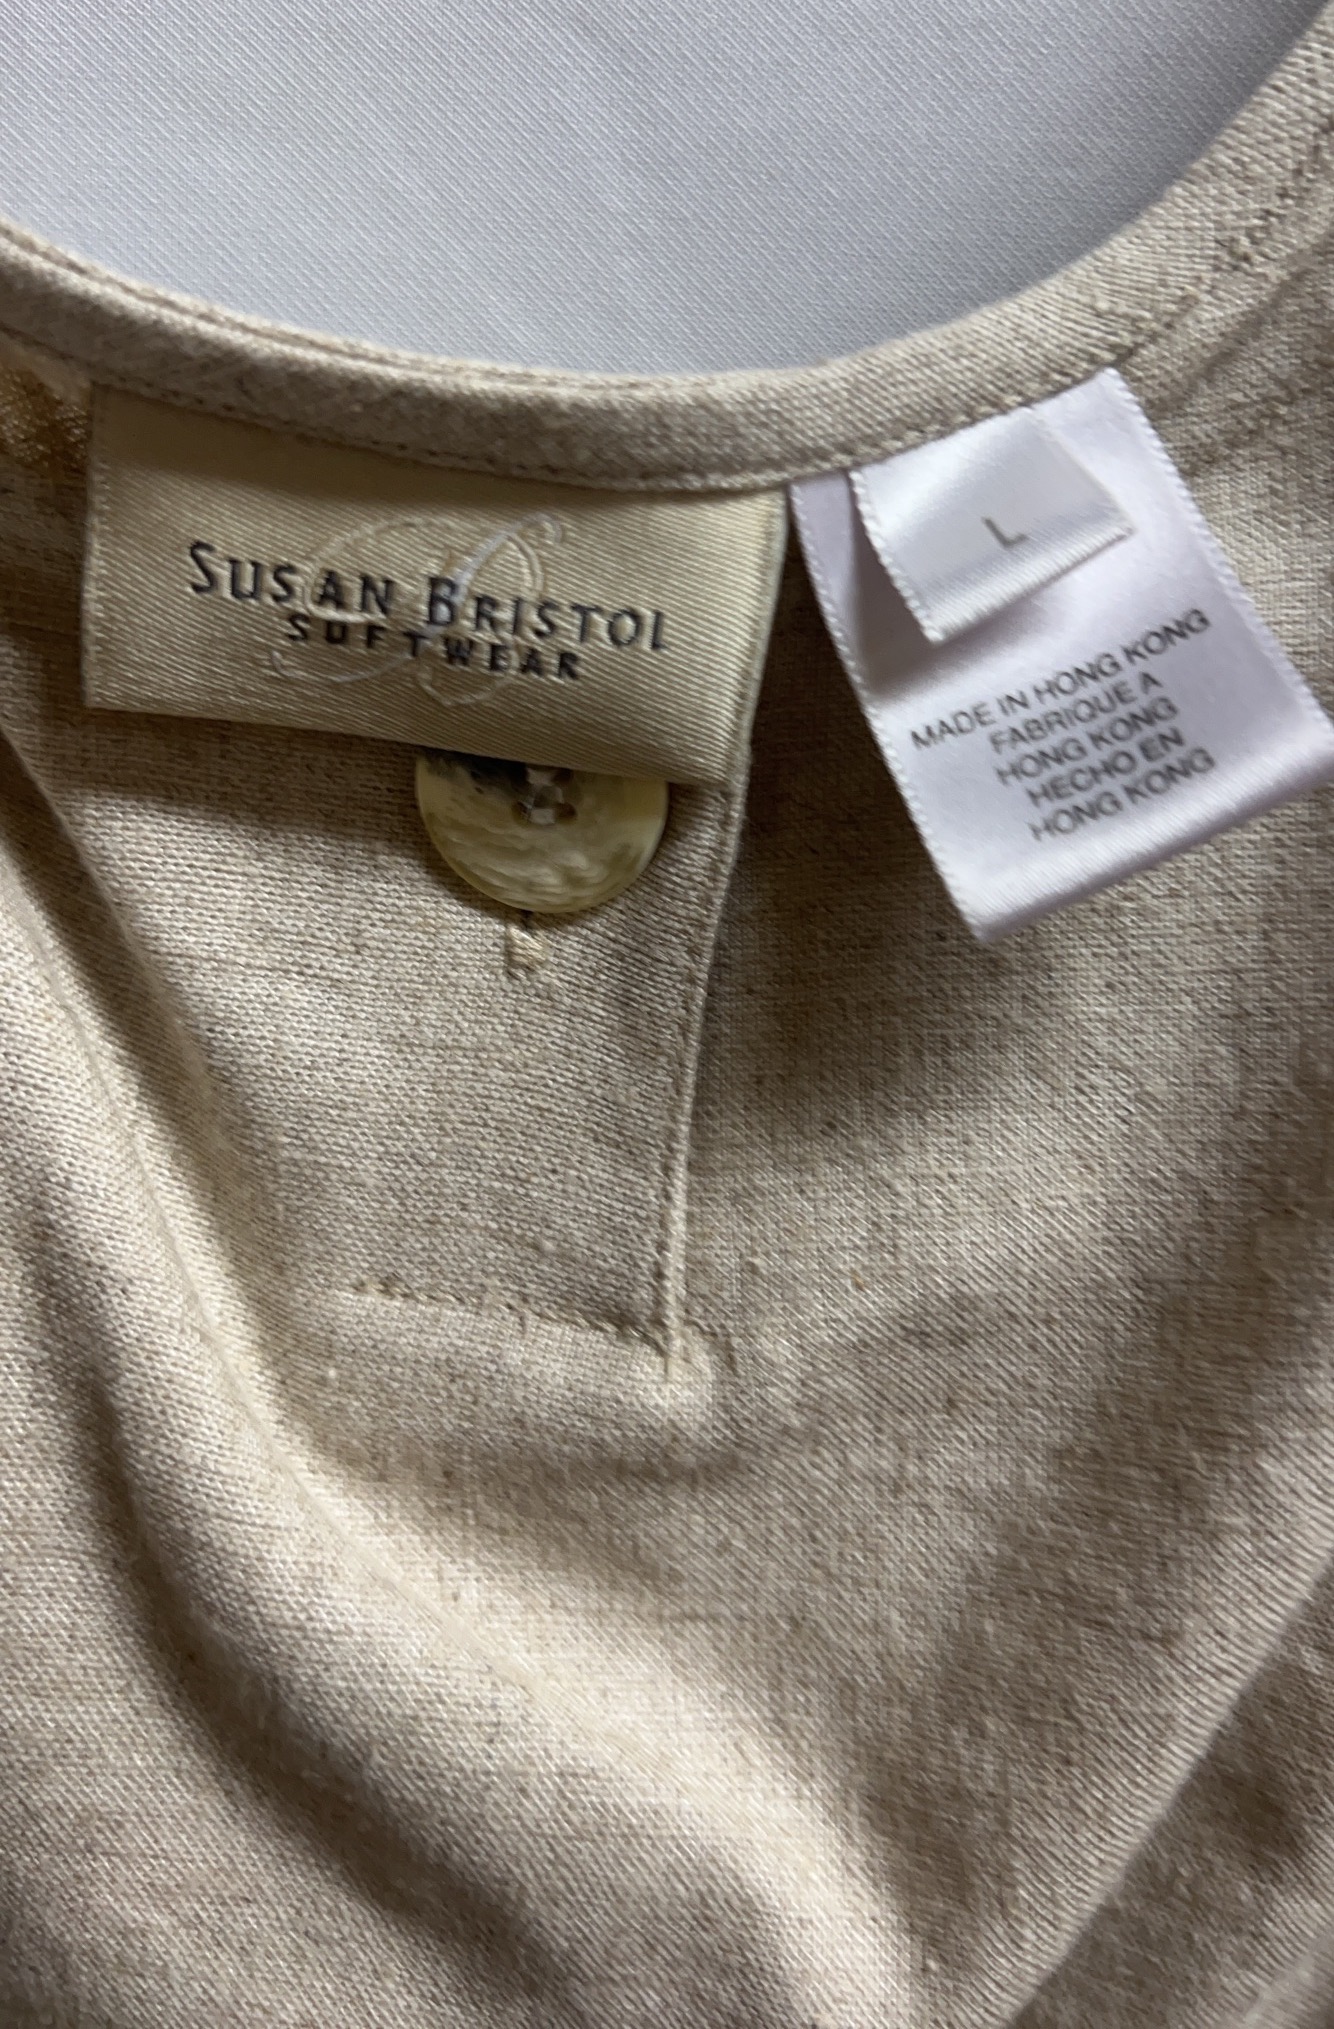 SUSAN BRISTOL
SOFTWEAR
L
MADE IN HONG KONG
FABRIQUE A
HONG KONG
HECHO EN
HONG KONG